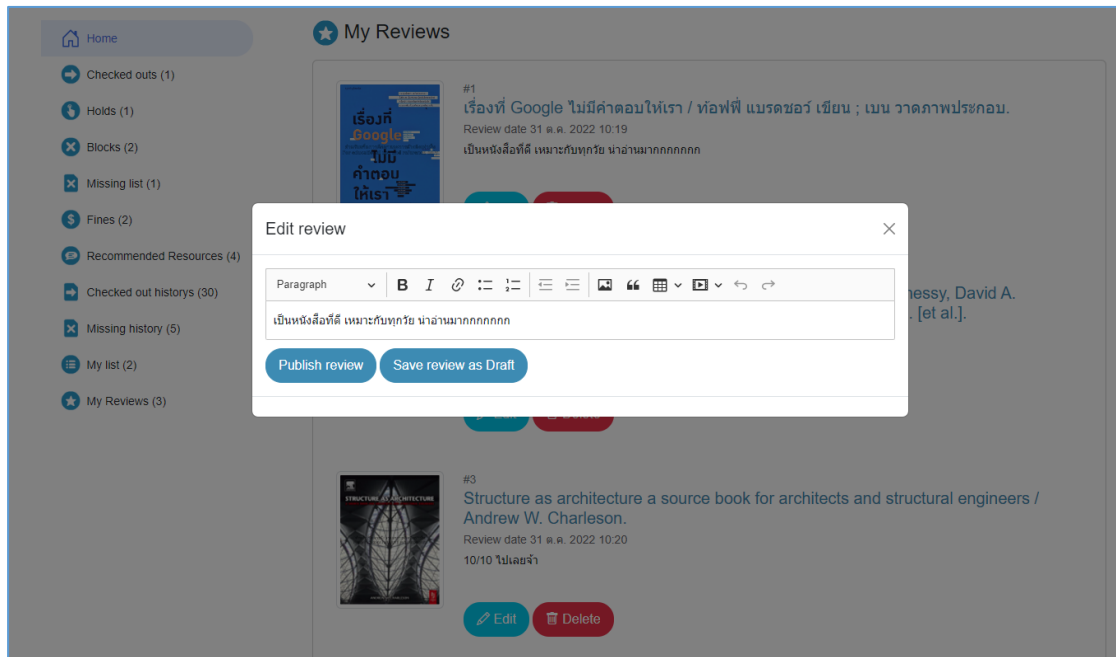 Home
Checked outs (1)
Holds (1)
Blocks (2)
Missing list (1)
Fines (2)
Recommended Resources (4)
Checked out historys (30)
Missing history (5)
My list (2)
My Reviews (3)
My Reviews
เรื่องที่
Google
ไม่มี
คำตอบ
ให้เรา
#1
เรื่องที่ Google ไม่มีคำตอบให้เรา / ท้อฟฟี่ แบรดชอว์ เขียน ; เบน วาดภาพประกอบ.
Review date 31 ต.ค. 2022 10:19
เป็นหนังสือที่ดี เหมาะกับทุกวัย น่าอ่านมากกกกกกก
Edit review
Paragraph
เป็นหนังสือที่ดี เหมาะกับทุกวัย น่าอ่านมากกกกกกก
Publish review
Save review as Draft
nessy, David A.
. [et al.].
Edit
Delete
STRUCTURE AS ARCHITECTURE
#3
Structure as architecture a source book for architects and structural engineers /
Andrew W. Charleson.
Review date 31 ต.ค. 2022 10:20
10/10 ไปเลยจ้า
Edit
Delete